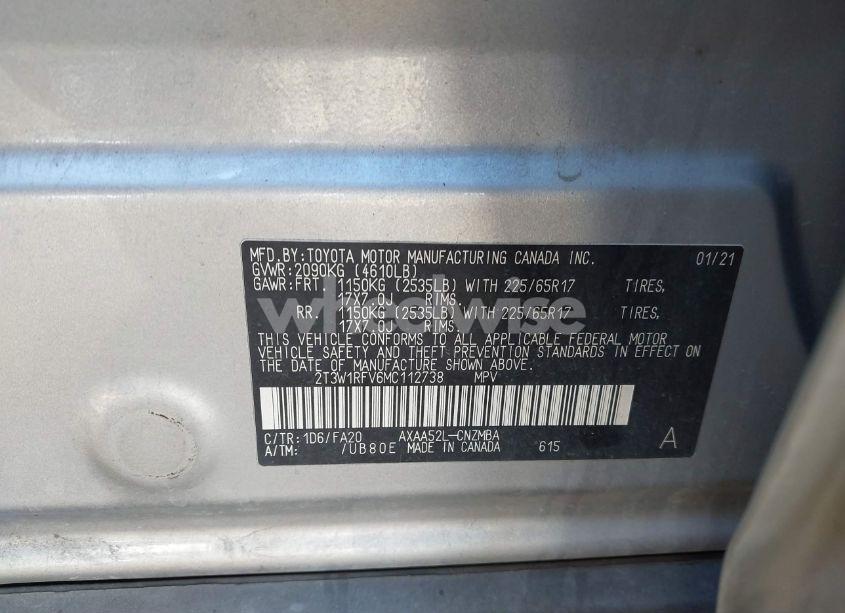 MFD.BY:TOYOTA MOTOR MANUFACTURING CANADA INC. 01/21
GVWR:2090KG (4610LB)
GAWR:FRT. 1150KG (2535LB) WITH 225/65R17 TIRES,
17X7.0J RIMS.
RR. 1150KG (2535LB) WITH 225/65R17 TIRES,
17X7.0J RIMS.
wheelwise
THIS VEHICLE CONFORMS TO ALL APPLICABLE FEDERAL MOTOR
VEHICLE SAFETY AND THEFT PREVENTION STANDARDS IN EFFECT ON
THE DATE OF MANUFACTURE SHOWN ABOVE.
2T3W1RFV6MC112738 MPV
C/TR:1D6/FA20 AXAA52L-CNZMBA
A/TM: /UB80E MADE IN CANADA 615 A